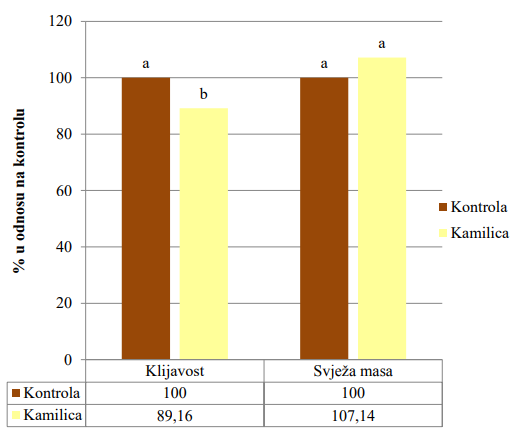 % u odnosu na kontrolu
120
100
80
60
40
20
0
a
b
a
a
Kontrola
Kamilica
Klijavost Svježa masa
Kontrola 100 100
Kamilica 89,16 107,14